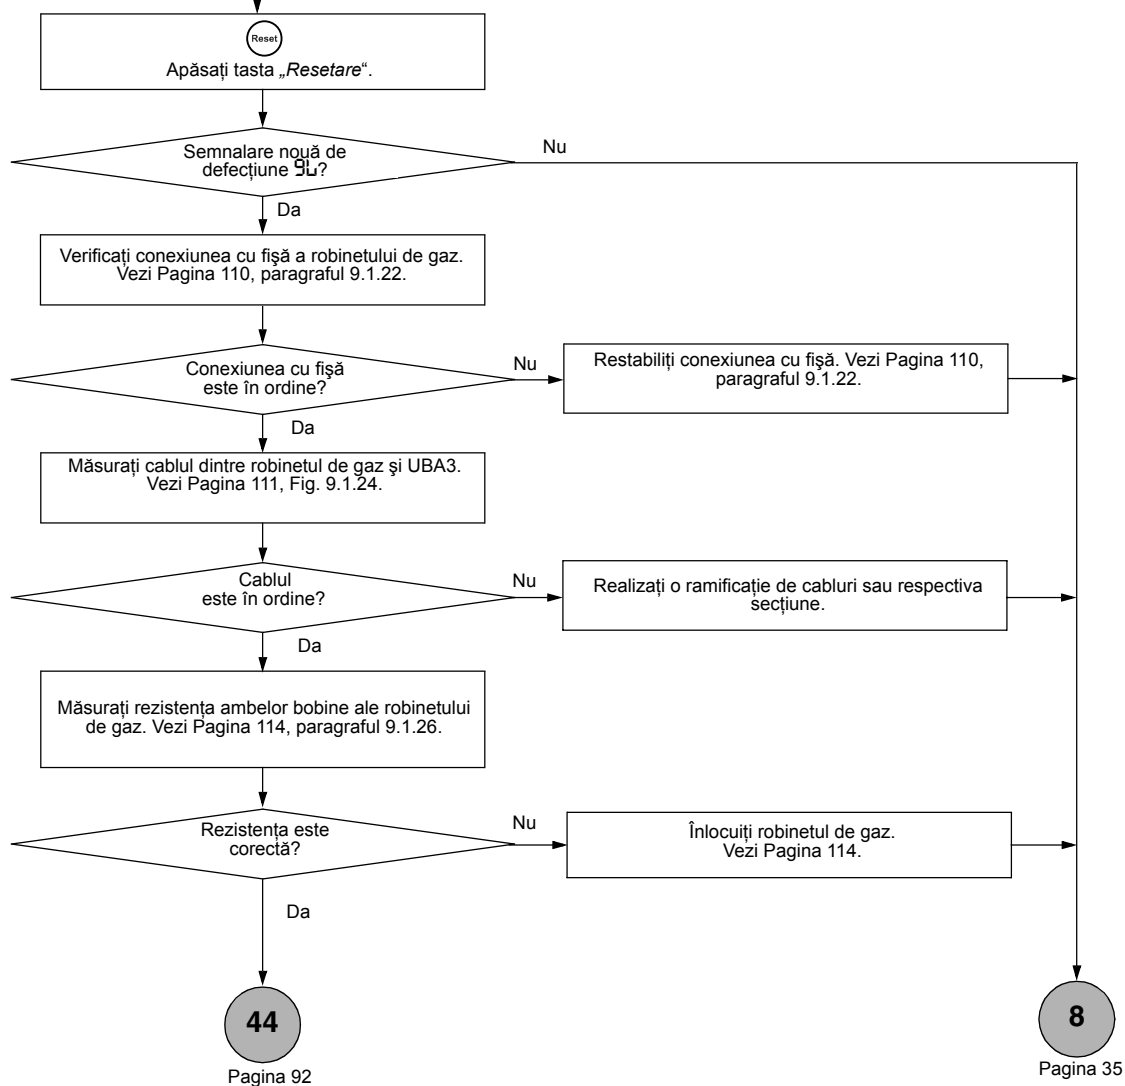 Reset
Apăsați tasta „Resetare“.
Semnalare nouă de
defecțiune 9L?
Nu
Da
Verificați conexiunea cu fişă a robinetului de gaz.
Vezi Pagina 110, paragraful 9.1.22.
Conexiunea cu fişă
este în ordine?
Nu
Restabiliți conexiunea cu fişă. Vezi Pagina 110,
paragraful 9.1.22.
Da
Măsurați cablul dintre robinetul de gaz şi UBA3.
Vezi Pagina 111, Fig. 9.1.24.
Cablul
este în ordine?
Nu
Realizați o ramificație de cabluri sau respectiva
secțiune.
Da
Măsurați rezistența ambelor bobine ale robinetului
de gaz. Vezi Pagina 114, paragraful 9.1.26.
Rezistența este
corectă?
Nu
Înlocuiți robinetul de gaz.
Vezi Pagina 114.
Da
44
Pagina 92
8
Pagina 35